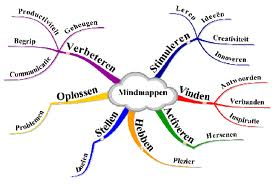 Mindmappen
Stimuleren
Leren
Ideeën
Creativiteit
Innoveren
Vinden
Antwoorden
Verbanden
Inspiratie
Activeren
Hersenen
Hebben
Plezier
Stellen
Doelen
Oplossen
Problemen
Verbeteren
Productiviteit
Geheugen
Begrip
Communicatie